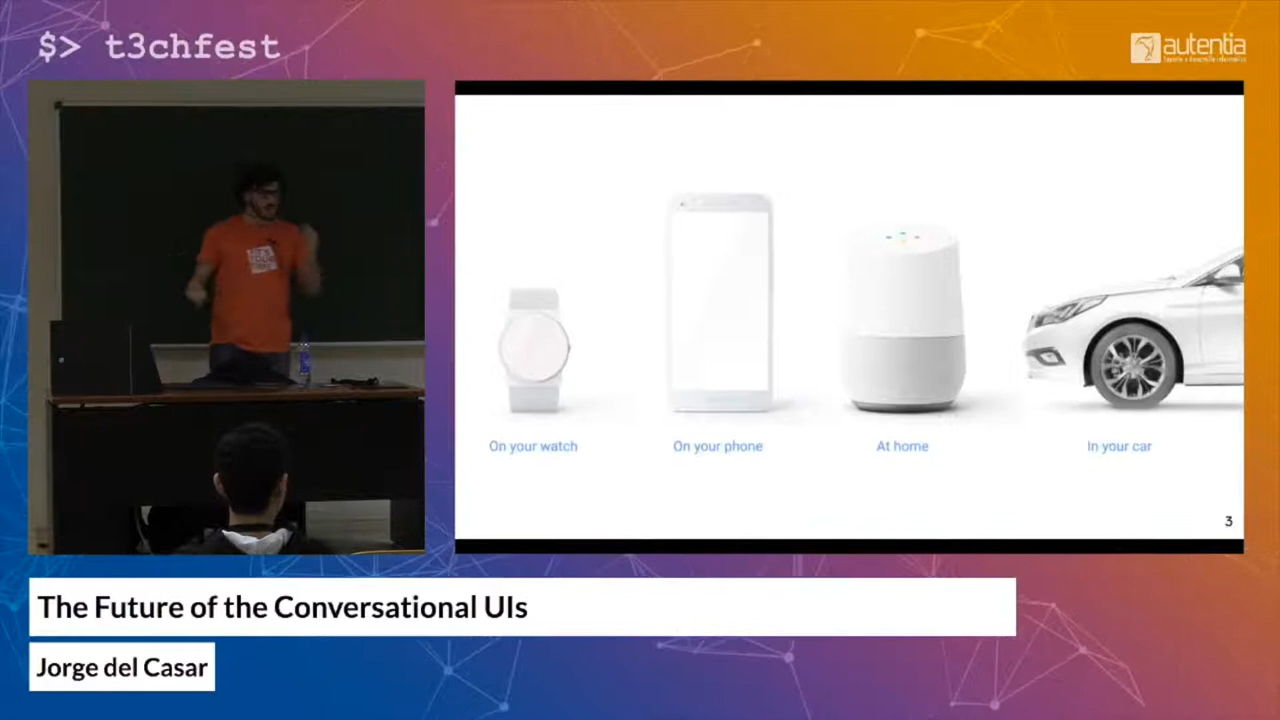 $> t3chfest
autentia
On your watch
On your phone
At home
In your car
3
The Future of the Conversational UIs
Jorge del Casar